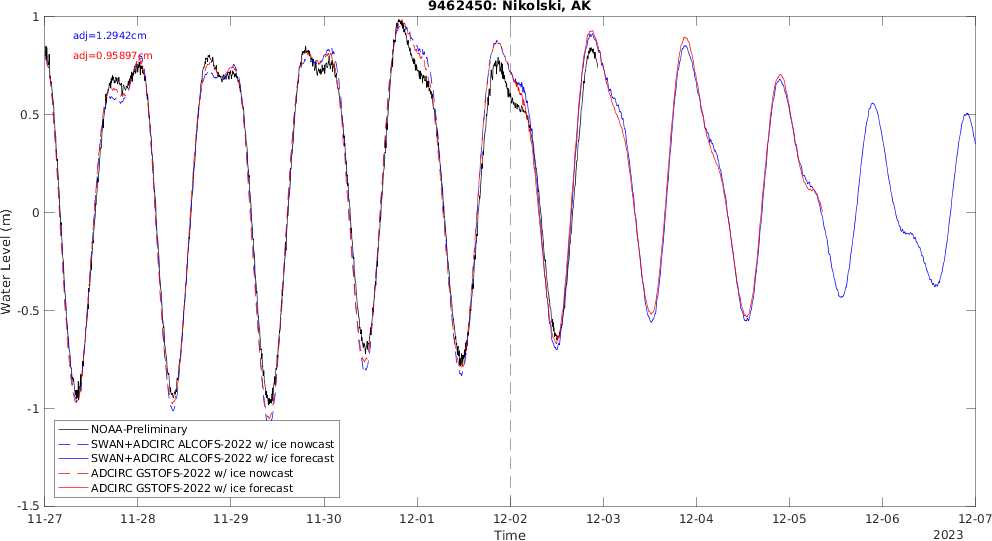 9462450: Nikolski, AK
adj=1.2942cm
adj=0.95897cm
1
0.5
0
-0.5
-1
-1.5
Water Level (m)
NOAA-Preliminary
SWAN+ADCIRC ALCOFS-2022 w/ ice nowcast
SWAN+ADCIRC ALCOFS-2022 w/ ice forecast
ADCIRC GSTOFS-2022 w/ ice nowcast
ADCIRC GSTOFS-2022 w/ ice forecast
11-27 11-28 11-29 11-30 12-01 12-02 12-03 12-04 12-05 12-06 12-07
Time
2023